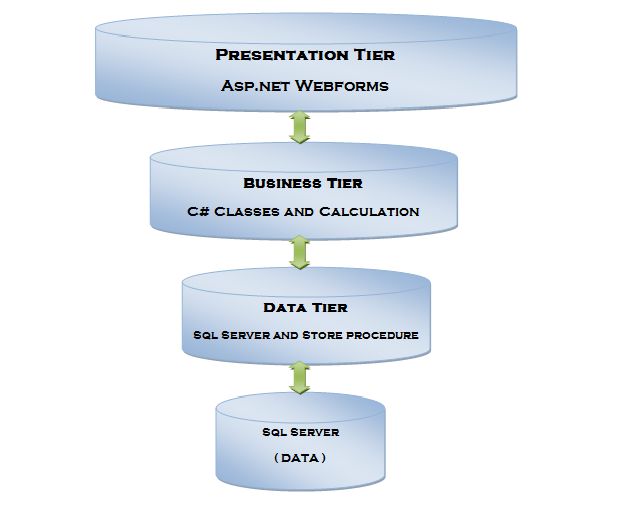 Presentation Tier
Asp.net Webforms
Business Tier
C# Classes and Calculation
Data Tier
Sql Server and Store procedure
Sql Server
( DATA )